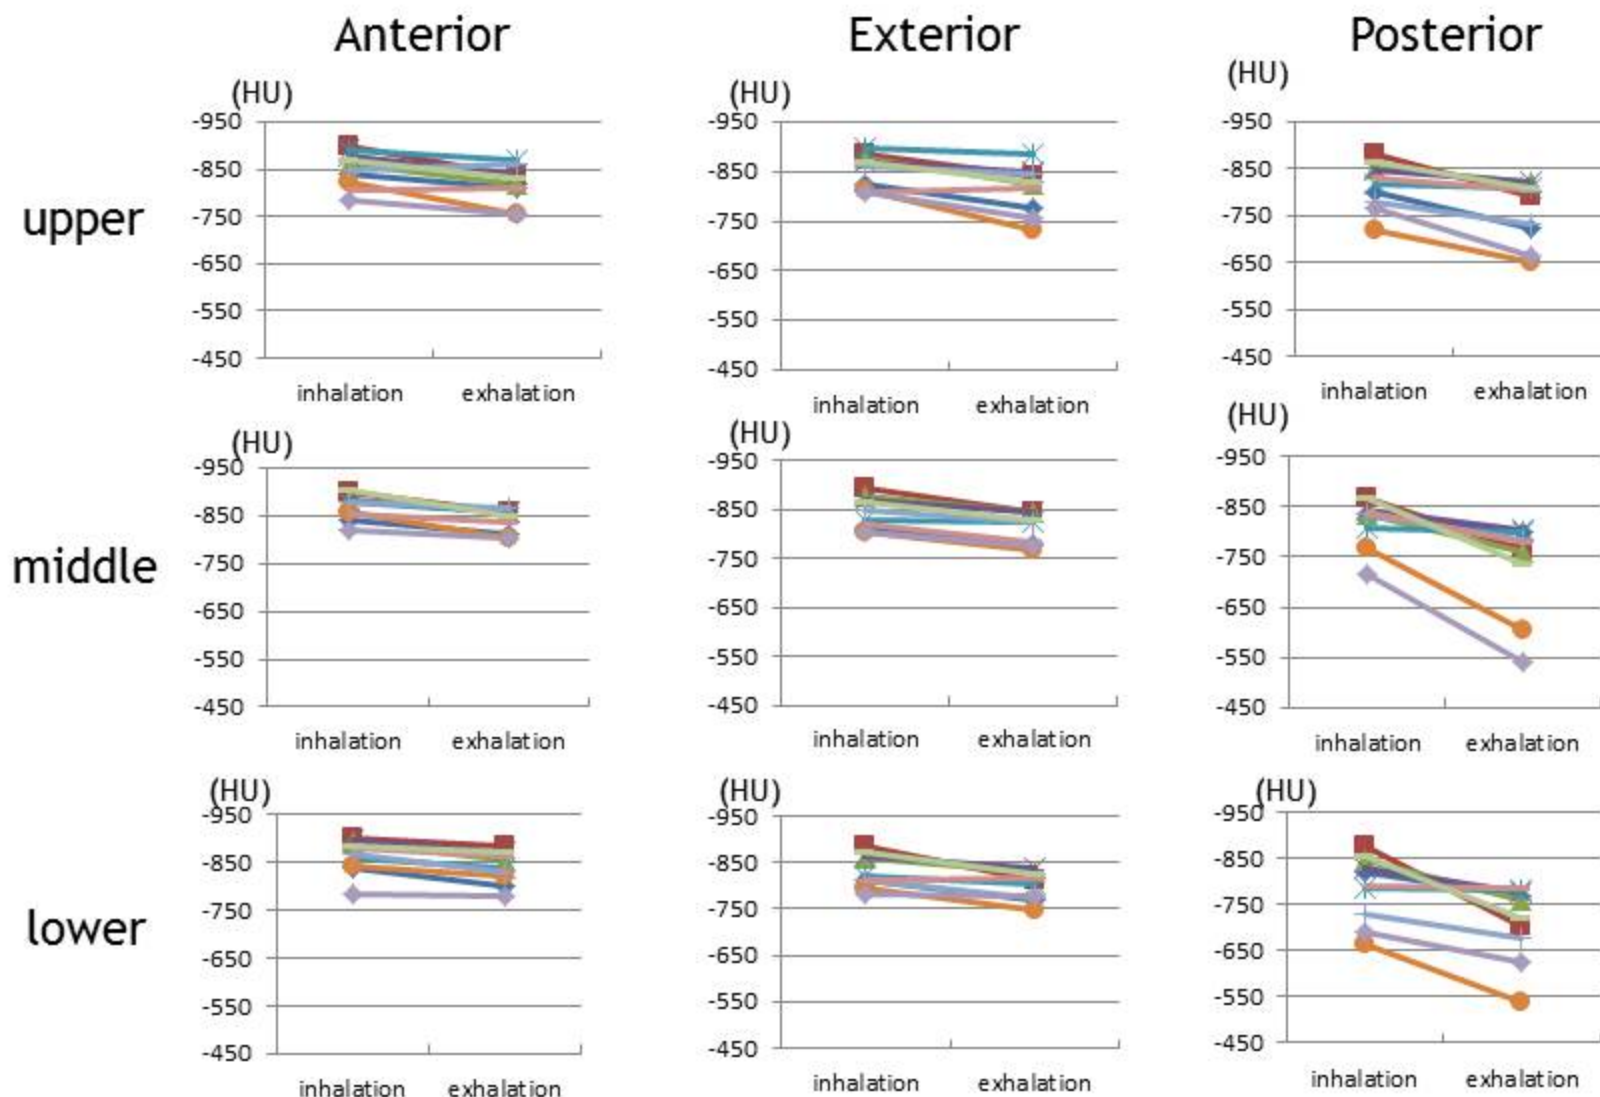 Anterior Exterior Posterior
(HU) (HU) (HU)
-950 -950 -950
-850 -850 -850
upper -750 -750 -750
-650 -650 -650
-550 -550 -550
-450 -450 -450
inhalation exhalation inhalation exhalation inhalation exhalation
(HU) (HU) (HU)
-950 -950 -950
-850 -850 -850
middle -750 -750 -750
-650 -650 -650
-550 -550 -550
-450 -450 -450
inhalation exhalation inhalation exhalation inhalation exhalation
(HU) (HU) (HU)
-950 -950 -950
-850 -850 -850
lower -750 -750 -750
-650 -650 -650
-550 -550 -550
-450 -450 -450
inhalation exhalation inhalation exhalation inhalation exhalation